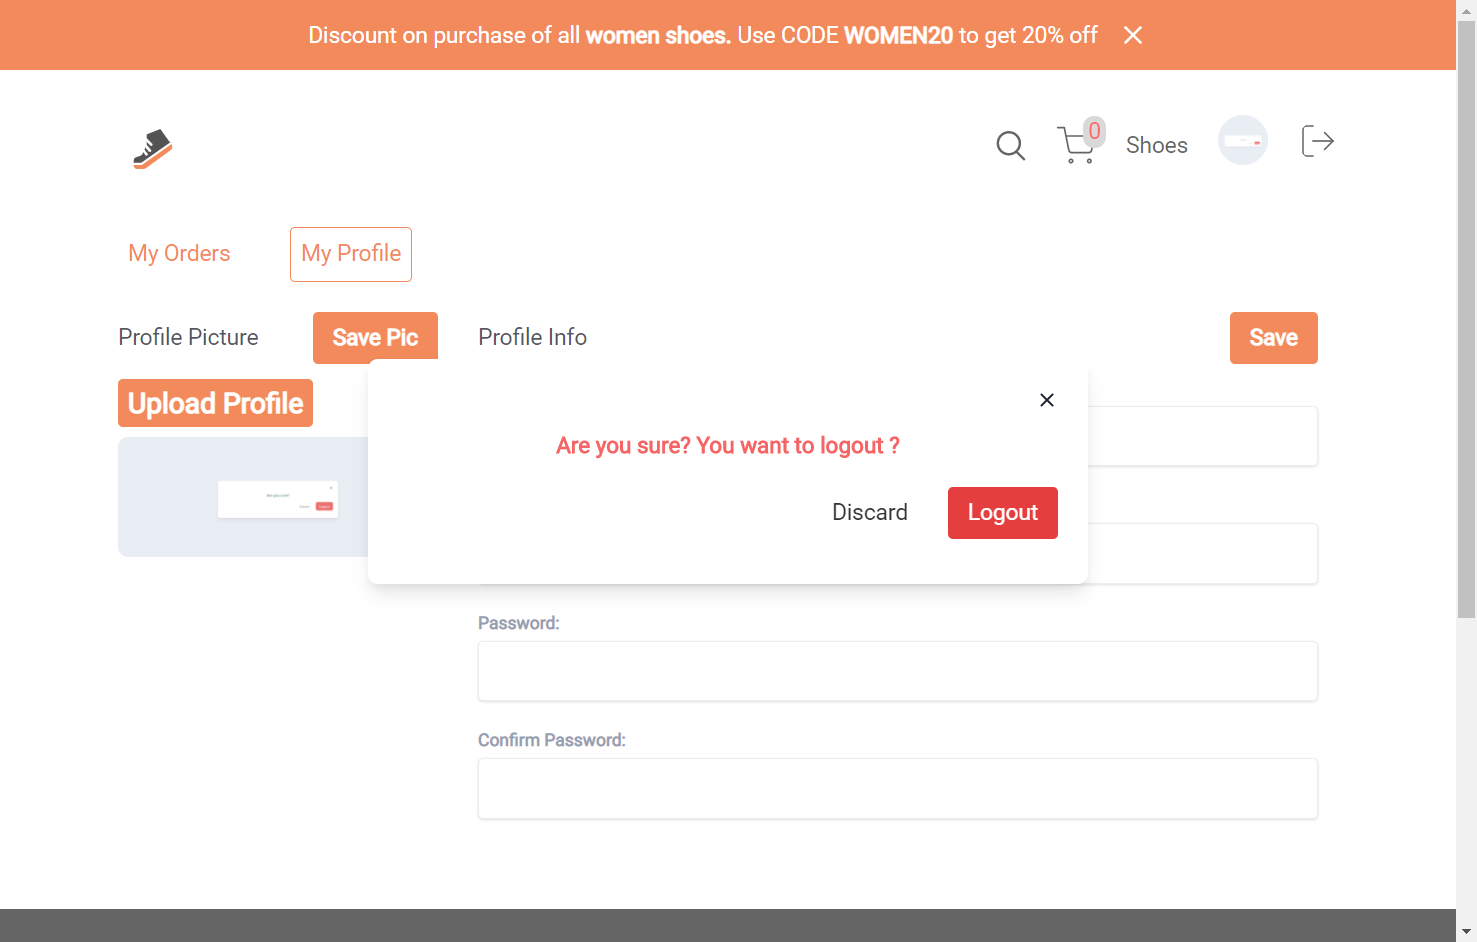 Discount on purchase of all women shoes. Use CODE WOMEN20 to get 20% off
0
Shoes
My Orders
My Profile
Profile Picture
Save Pic
Profile Info
Save
Upload Profile
Are you sure? You want to logout ?
Discard
Logout
Password:
Confirm Password: